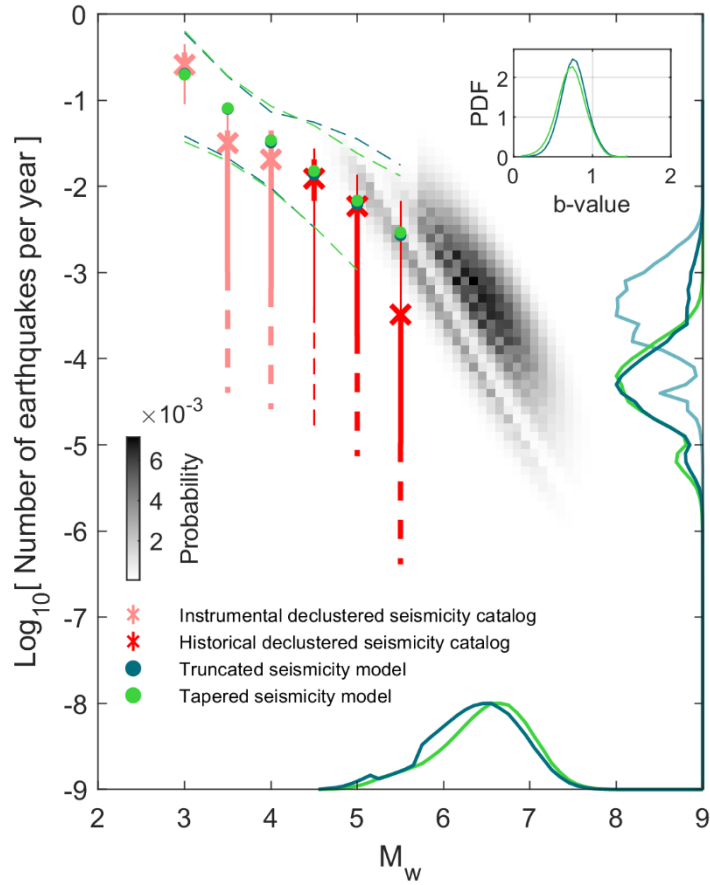 0
-1
-2
-3
-4
-5
-6
-7
-8
-9
Log10[ Number of earthquakes per year ]
2 3 4 5 6 7 8 9
Mw
PDF
2
1
0
0 1 2
b-value
×10-3
6
4
2
Probability
Instrumental declustered seismicity catalog
Historical declustered seismicity catalog
Truncated seismicity model
Tapered seismicity model